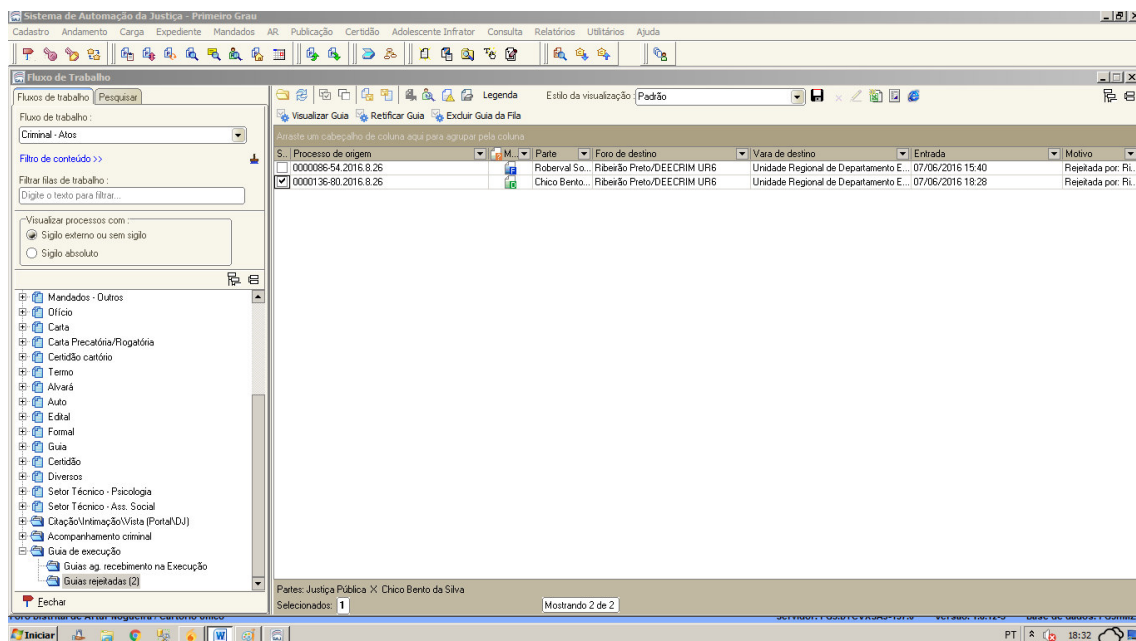 Sistema de Automação da Justiça - Primeiro Grau
Cadastro Andamento Carga Expediente Mandados AR Publicação Certidão Adolescente Infrator Consulta Relatórios Utilitários Ajuda
Fluxo de Trabalho
Fluxos de trabalho Pesquisar
Legenda Estilo da visualização : Padrão
Visualizar Guia Retificar Guia Excluir Guia da Fila
Fluxo de trabalho :
Criminal - Atos
Arraste um cabeçalho de coluna aqui para agrupar pela coluna
S... Processo de origem M... Parte Foro de destino Vara de destino Entrada Motivo
0000086-54.2016.8.26 Roberval So... Ribeirão Preto/DEECRIM UR6 Unidade Regional de Departamento E... 07/06/2016 15:40 Rejeitada por: Ri...
0000136-80.2016.8.26 Chico Bento... Ribeirão Preto/DEECRIM UR6 Unidade Regional de Departamento E... 07/06/2016 18:28 Rejeitada por: Ri...
Filtro de conteúdo >>
Filtrar filas de trabalho :
Digite o texto para filtrar...
Visualizar processos com :
Sigilo externo ou sem sigilo
Sigilo absoluto
Mandados - Outros
Ofício
Carta
Carta Precatória/Rogatória
Certidão cartório
Termo
Alvará
Auto
Edital
Formal
Guia
Certidão
Diversos
Setor Técnico - Psicologia
Setor Técnico - Ass. Social
Citação\Intimação\Vista (Portal\DJ)
Acompanhamento criminal
Guia de execução
Guias ag. recebimento na Execução
Guias rejeitadas (2)
Partes: Justiça Pública X Chico Bento da Silva
Selecionados: 1 Mostrando 2 de 2
Fechar
Iniciar PT 18:32